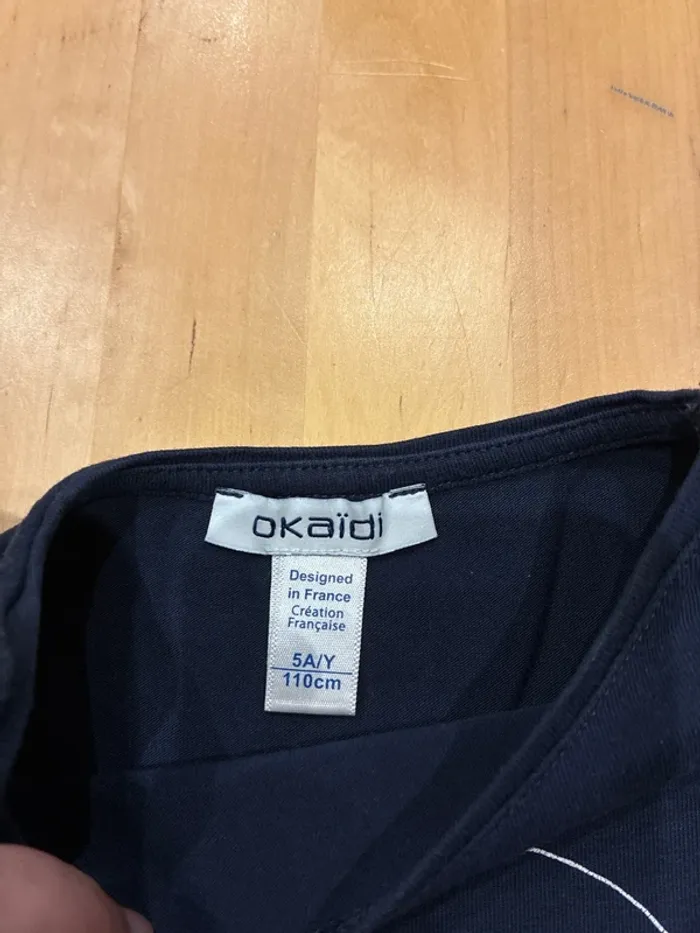 okaïdi
Designed
in France
Création
Française
5A/Y
110cm